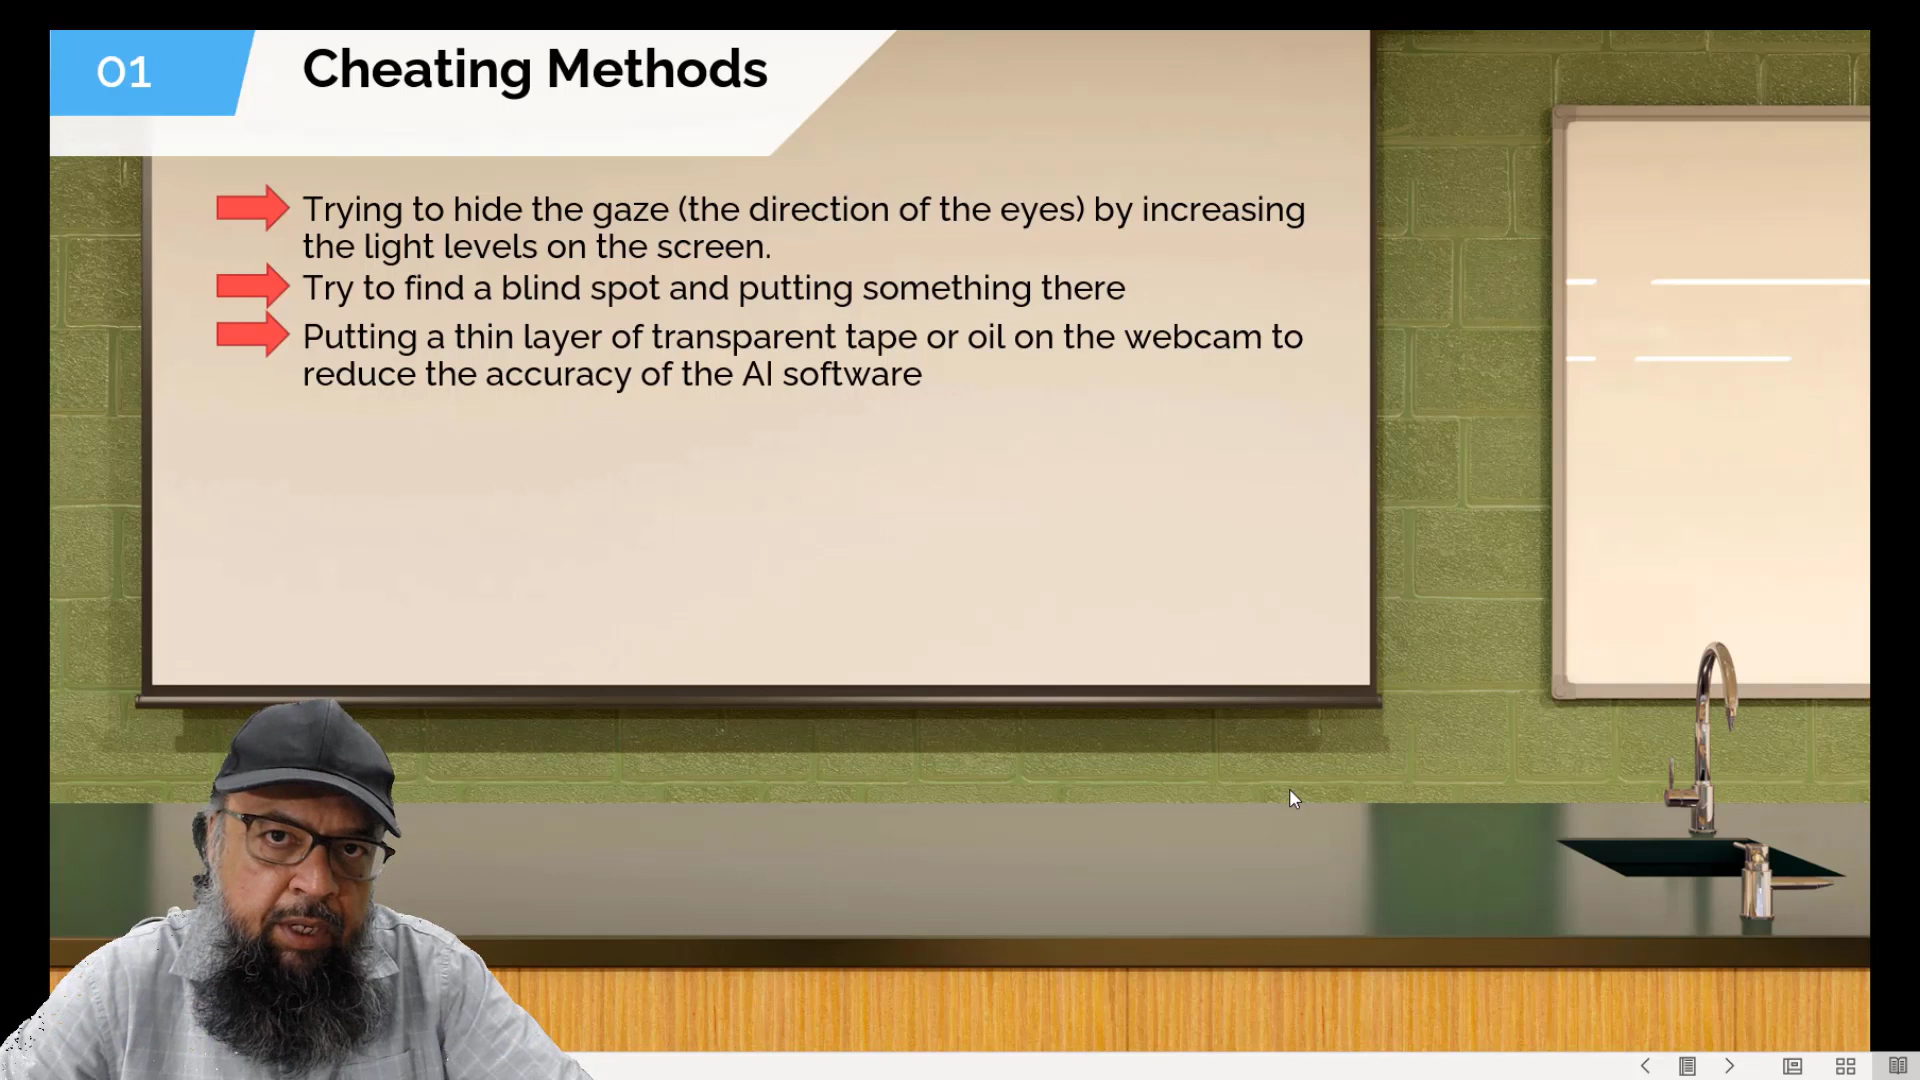 01
Cheating Methods
Trying to hide the gaze (the direction of the eyes) by increasing
the light levels on the screen.
Try to find a blind spot and putting something there
Putting a thin layer of transparent tape or oil on the webcam to
reduce the accuracy of the AI software